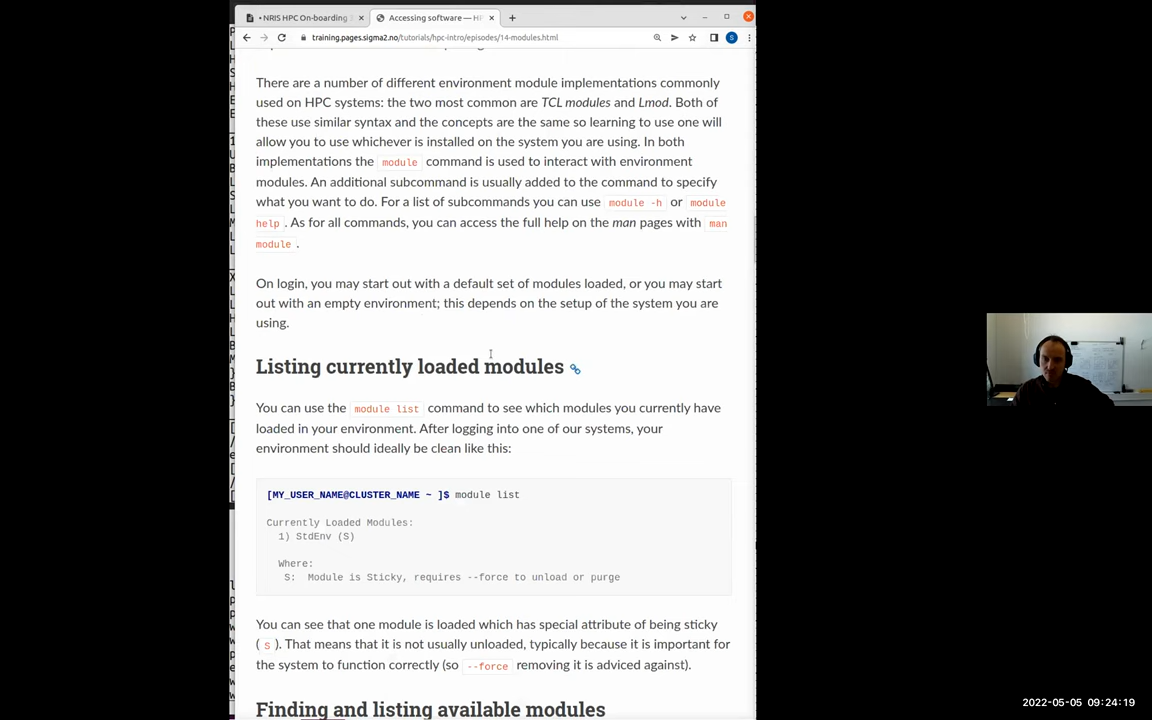 • NRIS HPC On-boarding
Accessing software — HP
training.pages.sigma2.no/tutorials/hpc-intro/episodes/14-modules.html
S
There are a number of different environment module implementations commonly
used on HPC systems: the two most common are TCL modules and Lmod. Both of
these use similar syntax and the concepts are the same so learning to use one will
allow you to use whichever is installed on the system you are using. In both
implementations the module command is used to interact with environment
modules. An additional subcommand is usually added to the command to specify
what you want to do. For a list of subcommands you can use module -h or module
help . As for all commands, you can access the full help on the man pages with man
module .
On login, you may start out with a default set of modules loaded, or you may start
out with an empty environment; this depends on the setup of the system you are
using.
Listing currently loaded modules
You can use the module list command to see which modules you currently have
loaded in your environment. After logging into one of our systems, your
environment should ideally be clean like this:
[MY_USER_NAME@CLUSTER_NAME ~ ]$ module list
Currently Loaded Modules:
1) StdEnv (S)
Where:
S: Module is Sticky, requires --force to unload or purge
You can see that one module is loaded which has special attribute of being sticky
( S ). That means that it is not usually unloaded, typically because it is important for
the system to function correctly (so --force removing it is adviced against).
Finding and listing available modules
2022-05-05 09:24:19